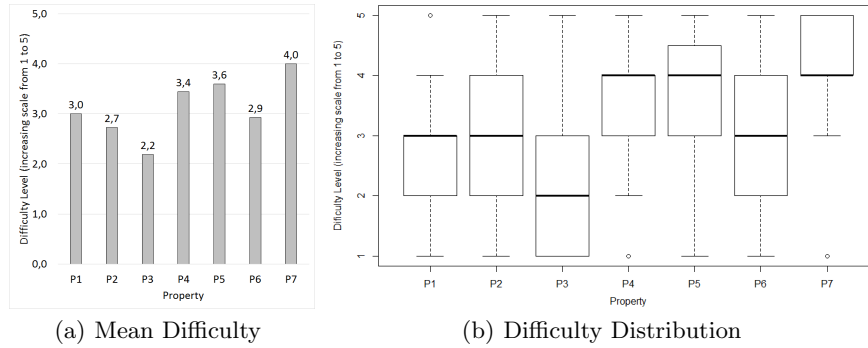 5,0
4,0
3,0
2,0
1,0
0,0
Difficulty Level (increasing scale from 1 to 5)
3,0
2,7
2,2
3,4
3,6
2,9
4,0
P1 P2 P3 P4 P5 P6 P7
Property
(a) Mean Difficulty
5
4
3
2
1
Dificulty Level (increasing scale from 1 to 5)
P1 P2 P3 P4 P5 P6 P7
Property
(b) Difficulty Distribution